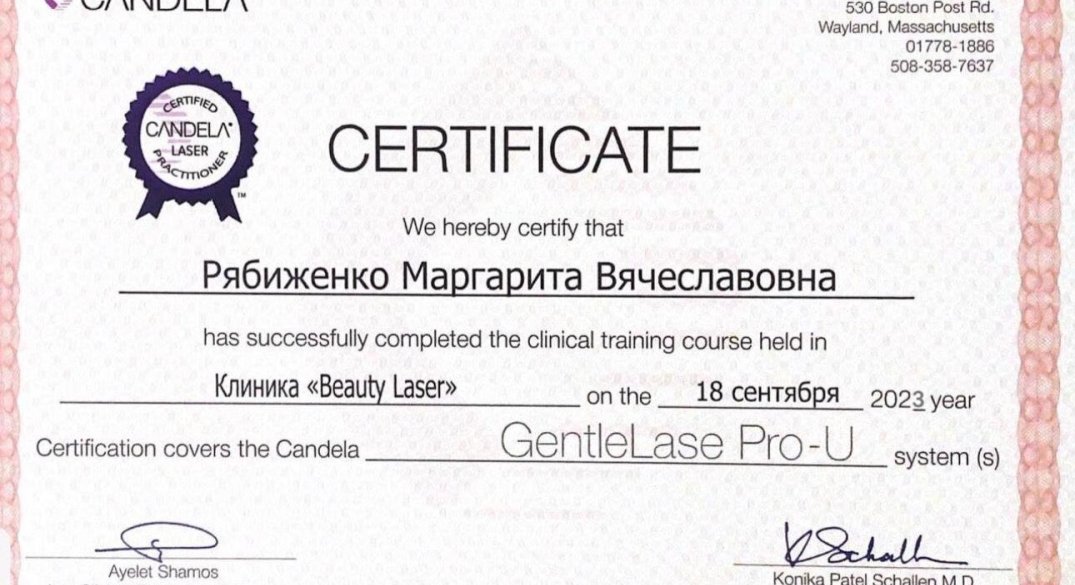 CANDELA
530 Boston Post Rd.
Wayland, Massachusetts
01778-1886
508-358-7637
CERTIFIED
CANDELA
LASER
PRACTITIONER
TM
CERTIFICATE
We hereby certify that
Рябиженко Маргарита Вячеславовна
has successfully completed the clinical training course held in
Клиника «Beauty Laser» on the 18 сентября 2023 year
Certification covers the Candela GentleLase Pro-U system (s)
Schall
Ayelet Shamos
Konika Patel Schallen M.D.